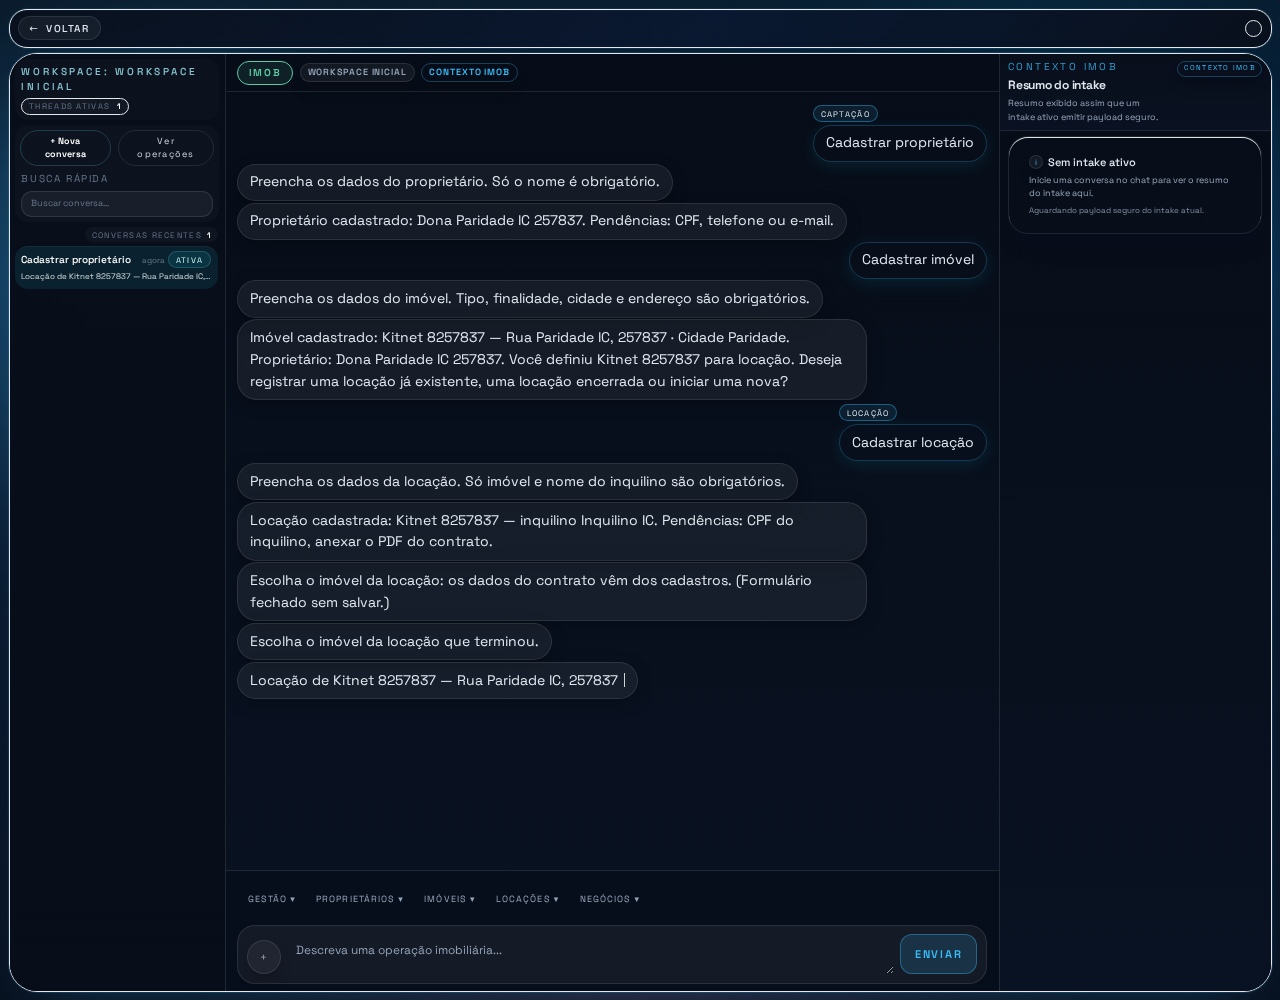 ← VOLTAR
WORKSPACE: WORKSPACE
INICIAL
THREADS ATIVAS 1
+ Nova
conversa
Ver
operações
BUSCA RÁPIDA
Buscar conversa...
CONVERSAS RECENTES 1
Cadastrar proprietário agora ATIVA
Locação de Kitnet 8257837 — Rua Paridade IC,...
IMOB WORKSPACE INICIAL CONTEXTO IMOB
CAPTAÇÃO
Cadastrar proprietário
Preencha os dados do proprietário. Só o nome é obrigatório.
Proprietário cadastrado: Dona Paridade IC 257837. Pendências: CPF, telefone ou e-mail.
Cadastrar imóvel
Preencha os dados do imóvel. Tipo, finalidade, cidade e endereço são obrigatórios.
Imóvel cadastrado: Kitnet 8257837 — Rua Paridade IC, 257837 · Cidade Paridade.
Proprietário: Dona Paridade IC 257837. Você definiu Kitnet 8257837 para locação. Deseja
registrar uma locação já existente, uma locação encerrada ou iniciar uma nova?
LOCAÇÃO
Cadastrar locação
Preencha os dados da locação. Só imóvel e nome do inquilino são obrigatórios.
Locação cadastrada: Kitnet 8257837 — inquilino Inquilino IC. Pendências: CPF do
inquilino, anexar o PDF do contrato.
Escolha o imóvel da locação: os dados do contrato vêm dos cadastros. (Formulário
fechado sem salvar.)
Escolha o imóvel da locação que terminou.
Locação de Kitnet 8257837 — Rua Paridade IC, 257837
GESTÃO ▾ PROPRIETÁRIOS ▾ IMÓVEIS ▾ LOCAÇÕES ▾ NEGÓCIOS ▾
+
Descreva uma operação imobiliária...
ENVIAR
CONTEXTO IMOB
CONTEXTO IMOB
Resumo do intake
Resumo exibido assim que um
intake ativo emitir payload seguro.
i Sem intake ativo
Inicie uma conversa no chat para ver o resumo
do intake aqui.
Aguardando payload seguro do intake atual.